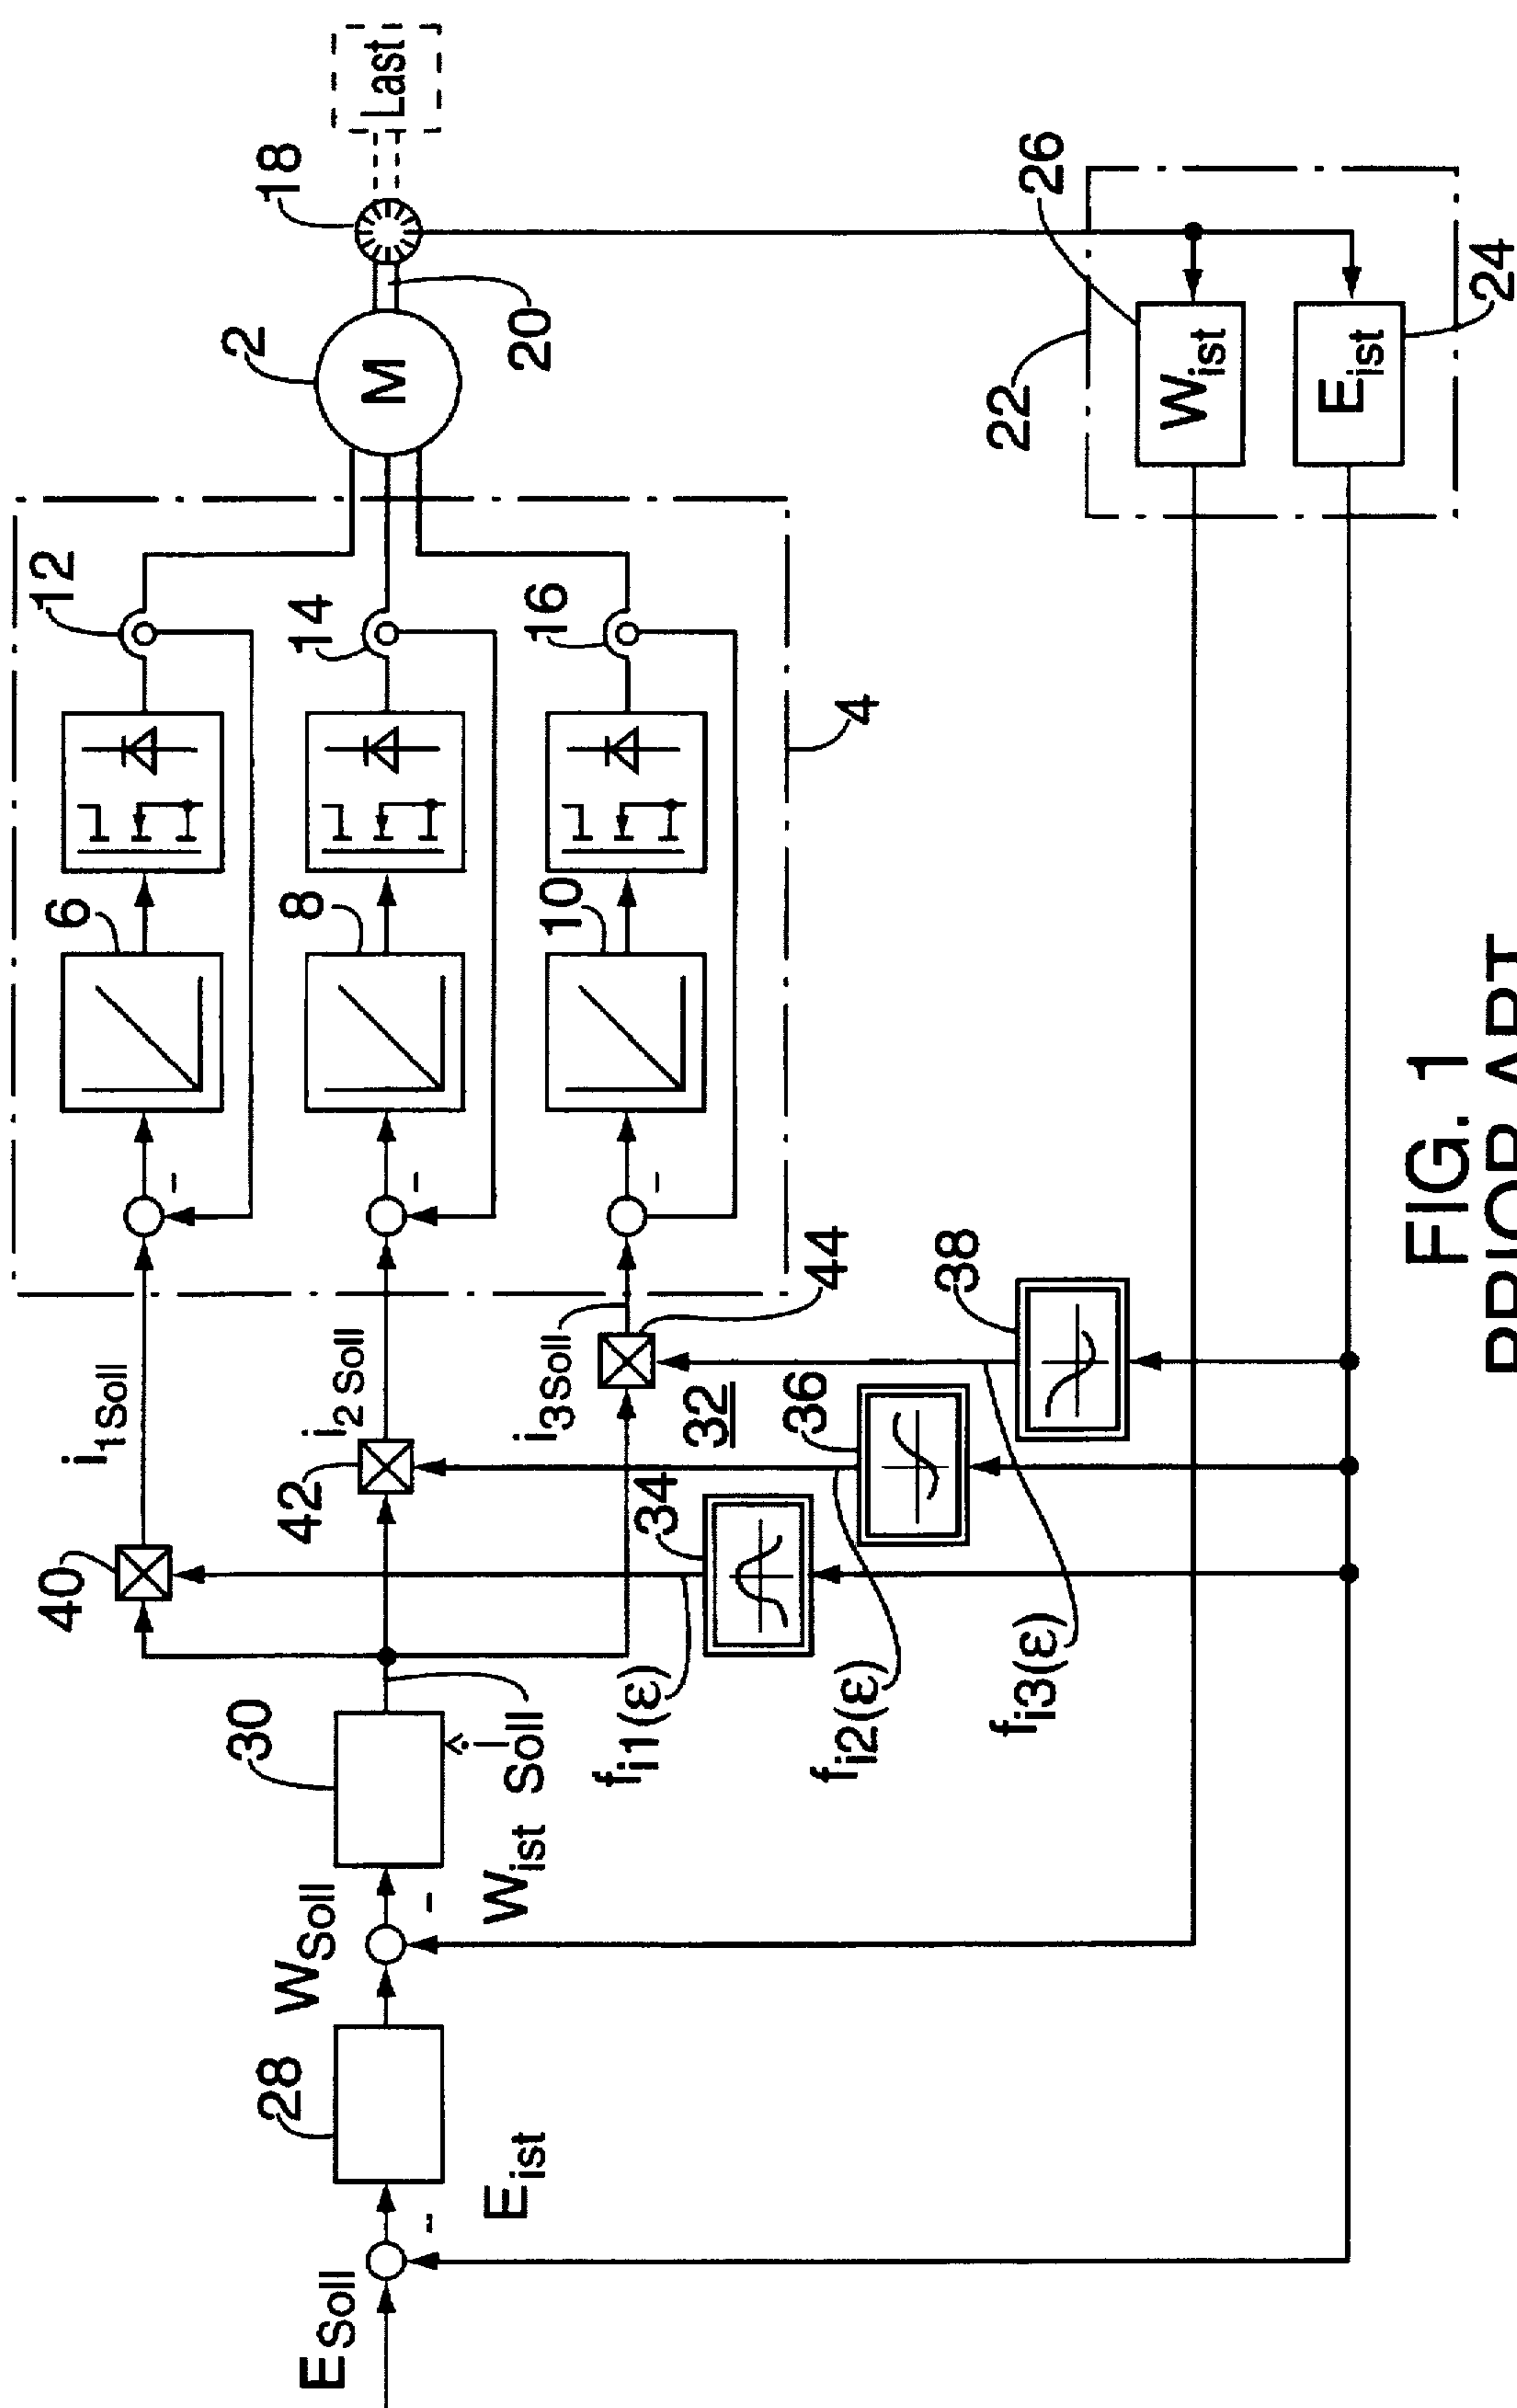 Last
18
2
20
M
12
14
16
4
6
8
10
26
22
W ist
E ist
24
i 1Soll
i 2 Soll
i 3Soll
44
40
42
32
34
36
38
30
Soll
f i1(ε)
f i2(ε)
f i3(ε)
W Soll
W ist
28
E ist
E Soll
-
-
-
-
--
FIG. 1
PRIOR ART